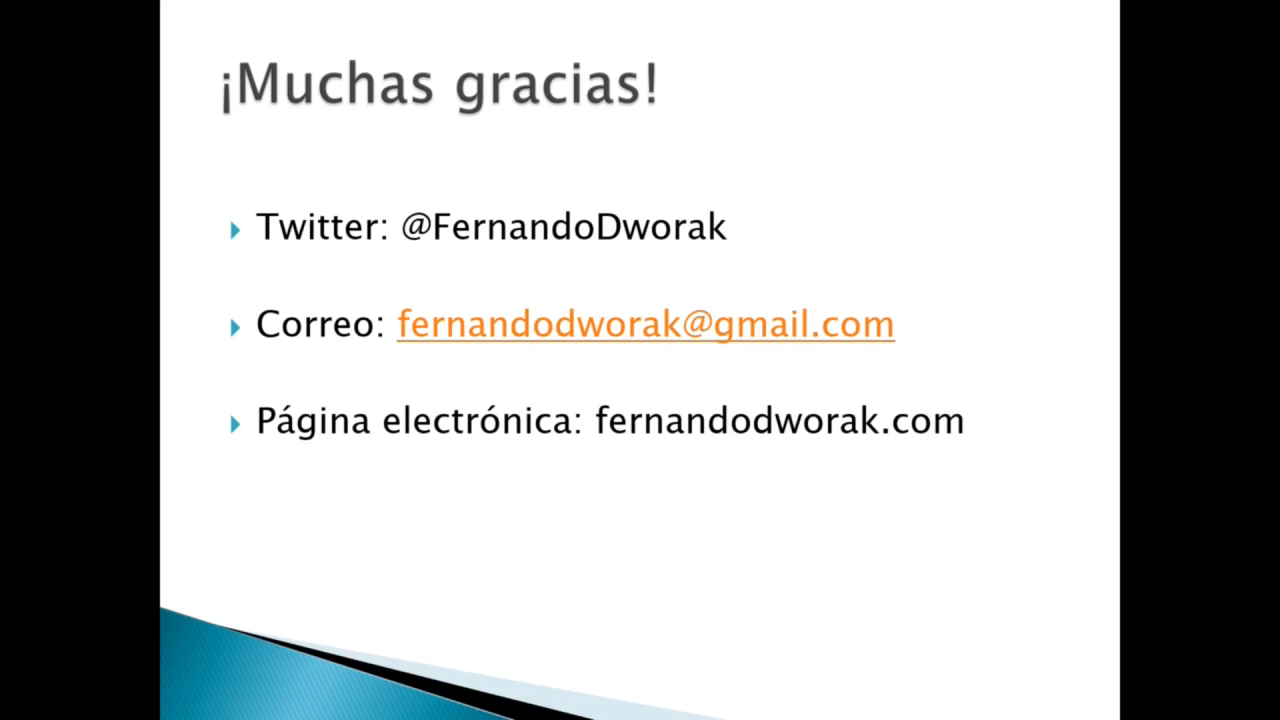 ¡Muchas gracias!
Twitter: @FernandoDworak
Correo: fernandodworak@gmail.com
Página electrónica: fernandodworak.com